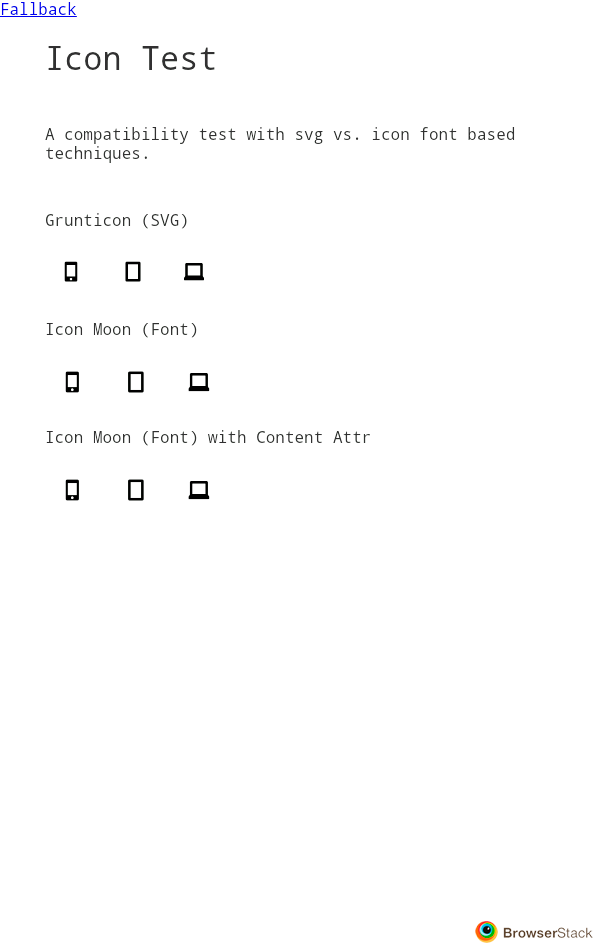 Fallback
Icon Test
A compatibility test with svg vs. icon font based
techniques.
Grunticon (SVG)
Icon Moon (Font)
Icon Moon (Font) with Content Attr
BrowserStack